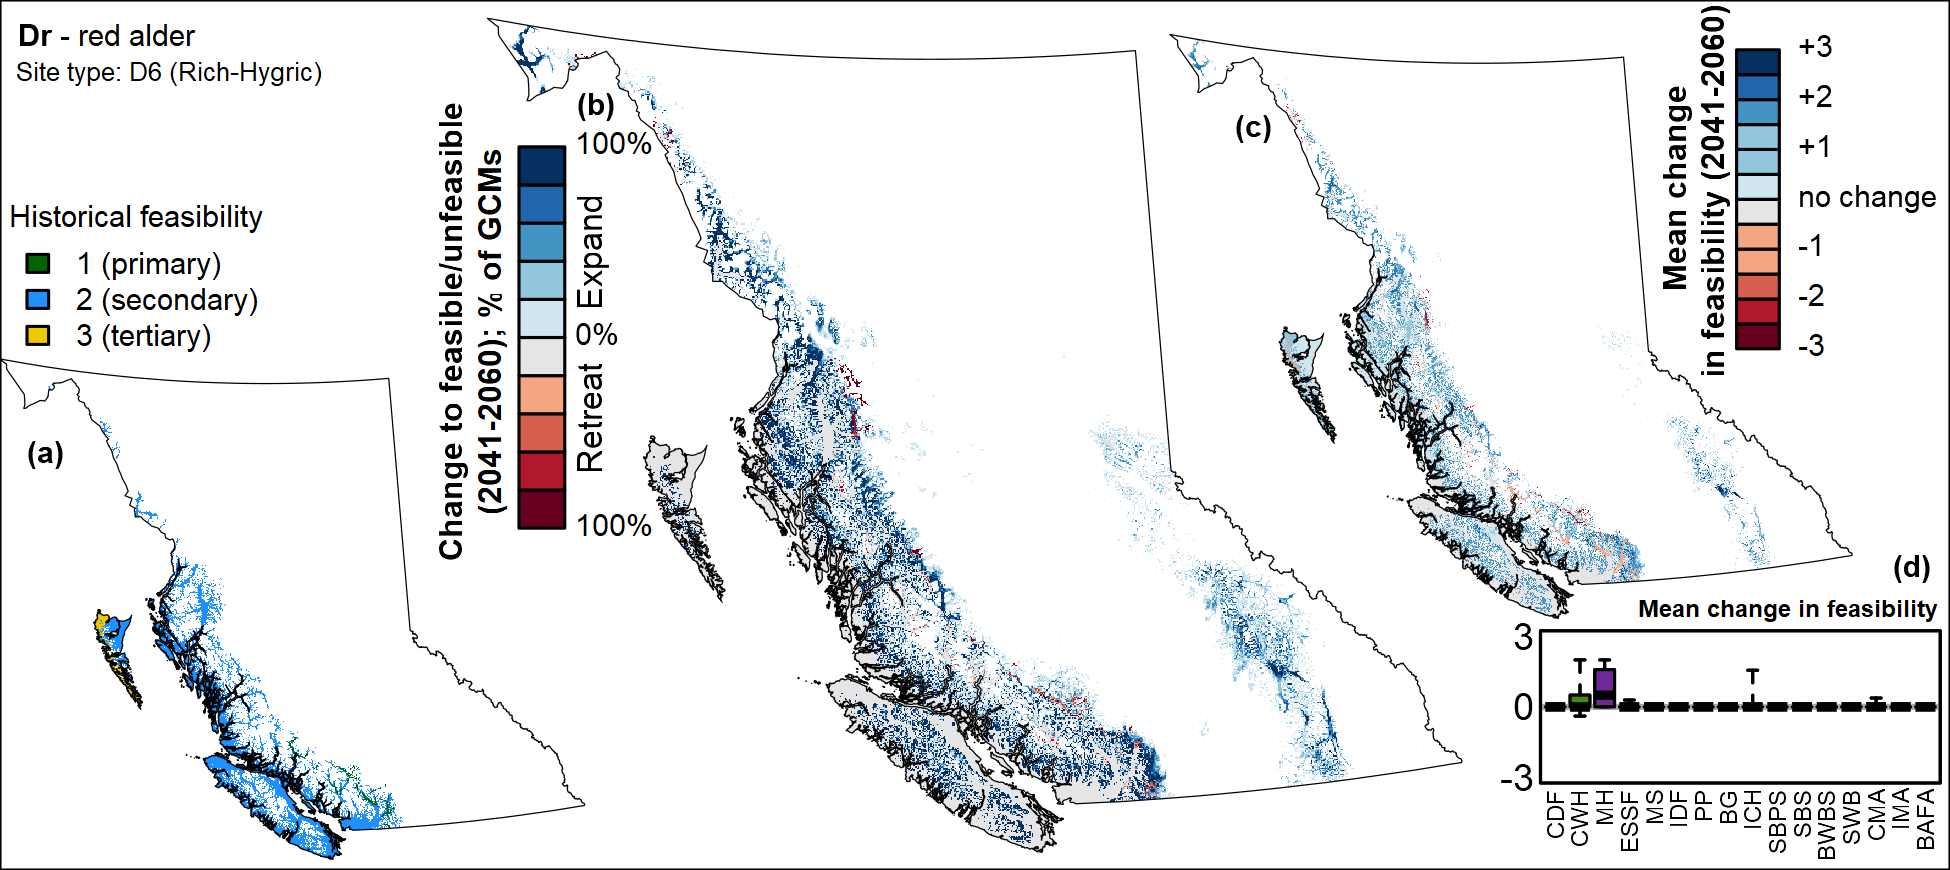 Dr - red alder
Site type: D6 (Rich-Hygric)
Historical feasibility
1 (primary)
2 (secondary)
3 (tertiary)
(a)
Change to feasible/unfeasible
(2041-2060); % of GCMs
(b)
100%
Expand
0%
Retreat
100%
(c)
Mean change
in feasibility (2041-2060)
+3
+2
+1
no change
-1
-2
-3
(d)
Mean change in feasibility
3
0
-3
CDF
CWH
MH
ESSF
MS
IDF
PP
BG
ICH
SBPS
SBS
BWBS
SWB
CMA
IMA
BAFA